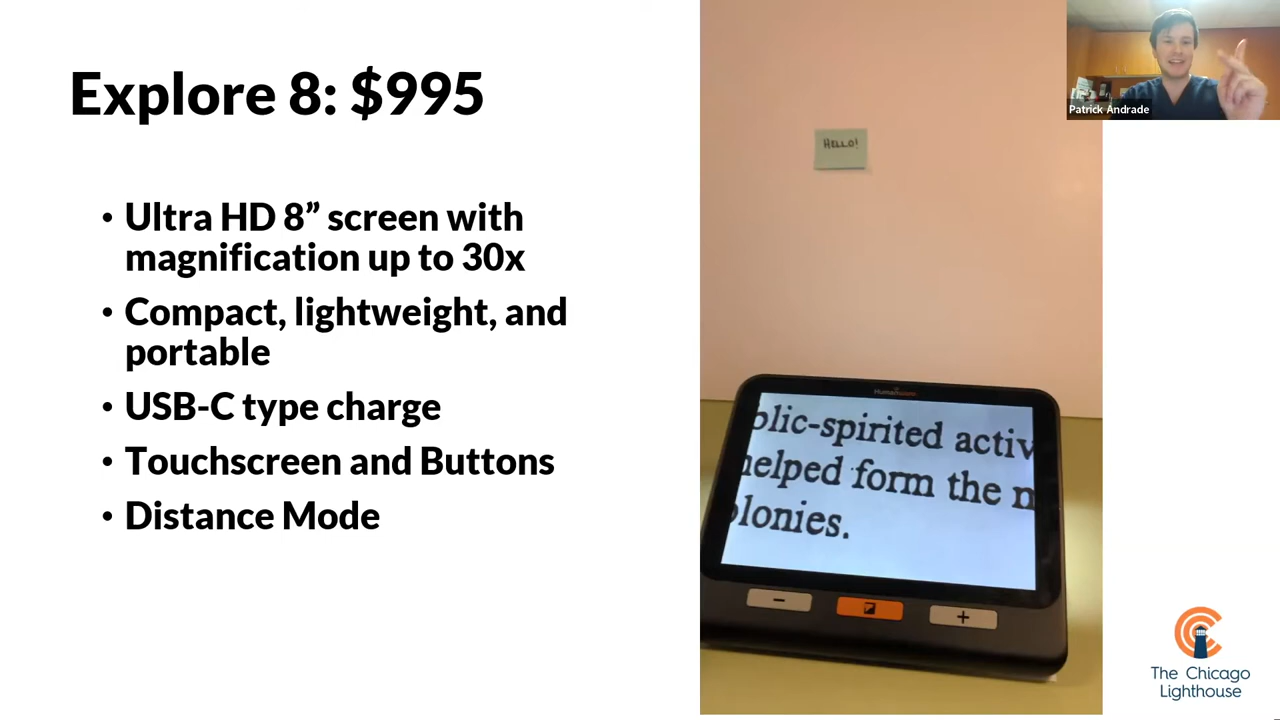 Explore 8: $995
• Ultra HD 8” screen with
magnification up to 30x
• Compact, lightweight, and
portable
• USB-C type charge
• Touchscreen and Buttons
• Distance Mode
HELLO!
HumanWare
blic-spirited activ
helped form the n
olonies.
− +
Patrick Andrade
The Chicago
Lighthouse